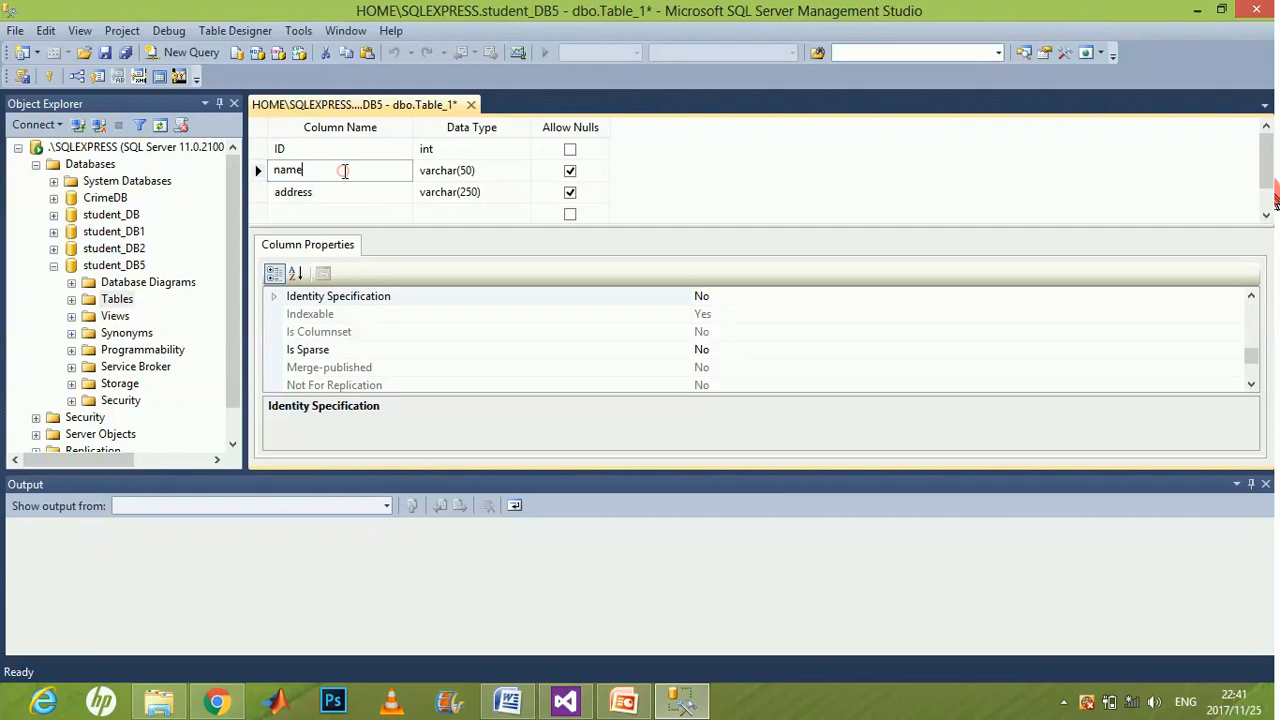 HOME\SQLEXPRESS.student_DB5 - dbo.Table_1* - Microsoft SQL Server Management Studio
File Edit View Project Debug Table Designer Tools Window Help
New Query
Object Explorer
HOME\SQLEXPRESS....DB5 - dbo.Table_1*
Connect
Column Name Data Type Allow Nulls
.\SQLEXPRESS (SQL Server 11.0.2100
ID int
Databases
name varchar(50)
System Databases
address varchar(250)
CrimeDB
student_DB
student_DB1
student_DB2
student_DB5
Database Diagrams
Tables
Views
Synonyms
Programmability
Service Broker
Storage
Security
Security
Server Objects
Replication
Column Properties
Identity Specification No
Indexable Yes
Is Columnset No
Is Sparse No
Merge-published No
Not For Replication No
Identity Specification
Output
Show output from:
Ready
hp
Ps
ENG
22:41
2017/11/25